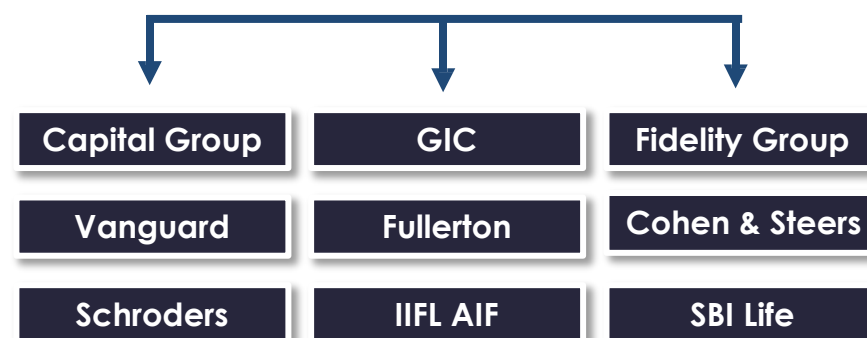 Capital Group
GIC
Fidelity Group
Vanguard
Fullerton
Cohen & Steers
Schroders
IIFL AIF
SBI Life